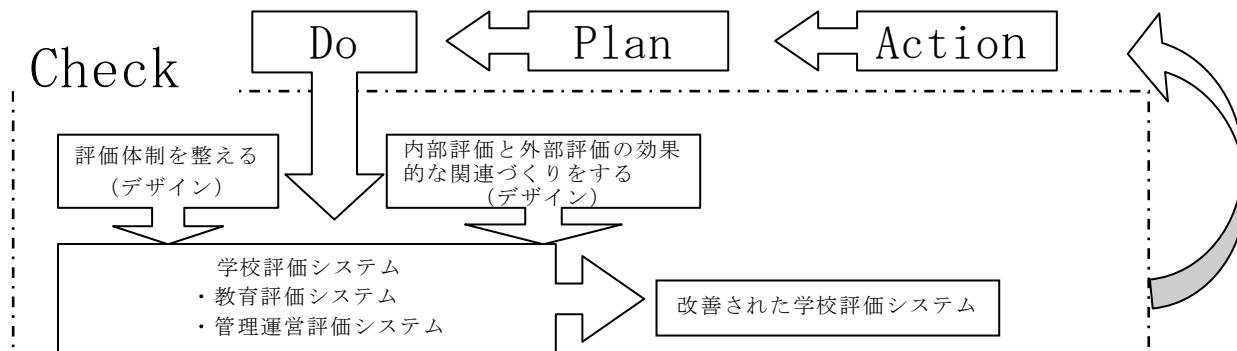 Do
Plan
Action
Check
評価体制を整える
（デザイン）
内部評価と外部評価の効果
的な関連づくりをする
（デザイン）
学校評価システム
・教育評価システム
・管理運営評価システム
改善された学校評価システム